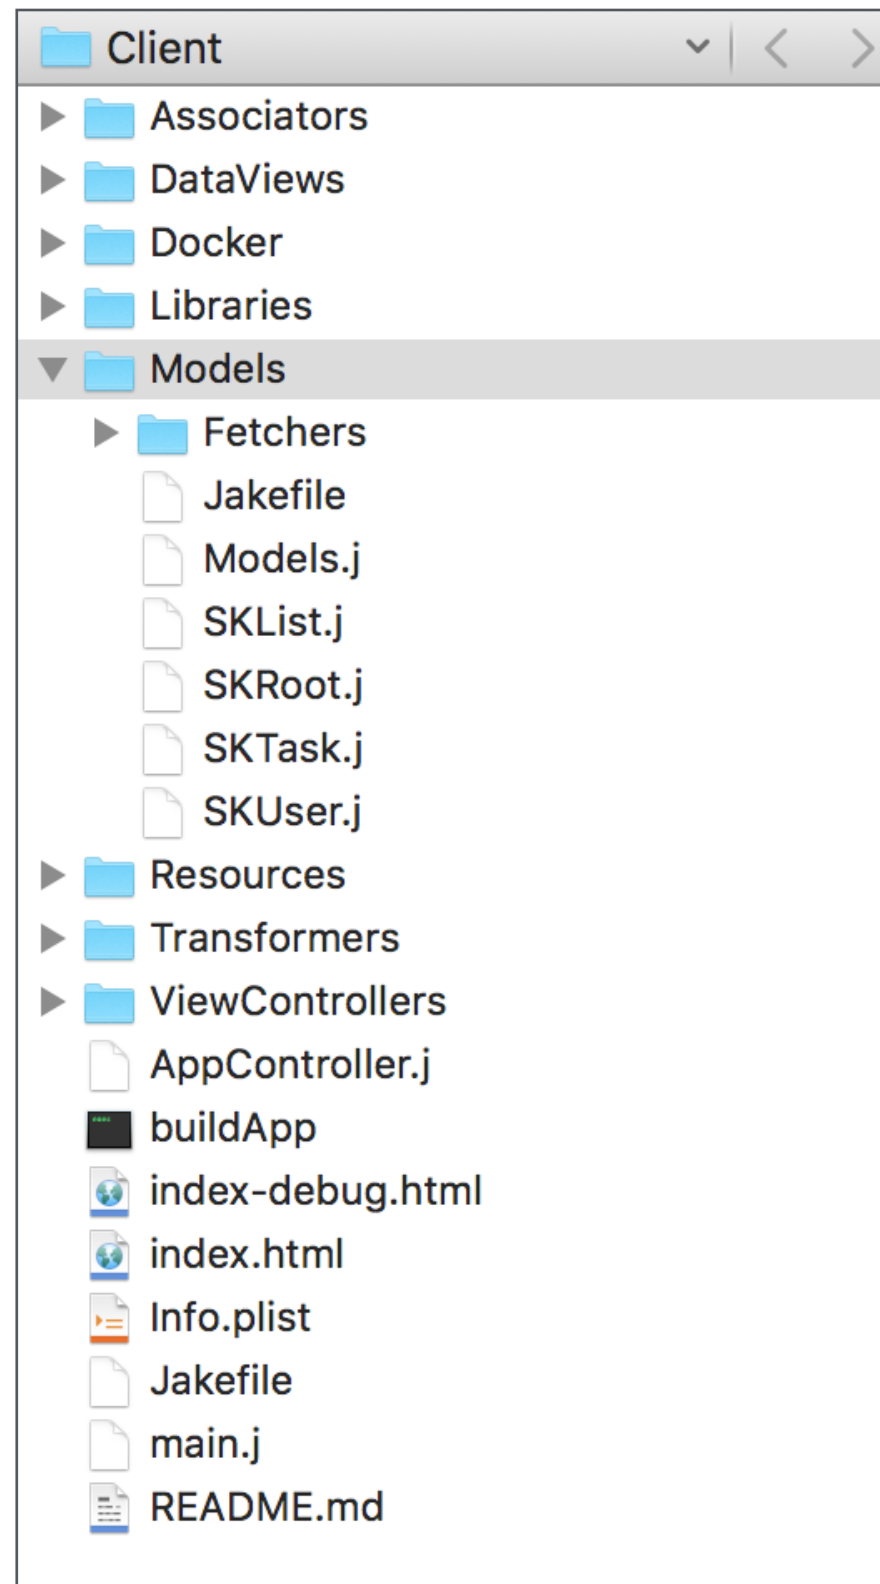 Client
Associators
DataViews
Docker
Libraries
Models
Fetchers
Jakefile
Models.j
SKList.j
SKRoot.j
SKTask.j
SKUser.j
Resources
Transformers
ViewControllers
AppController.j
buildApp
index-debug.html
index.html
Info.plist
Jakefile
main.j
README.md